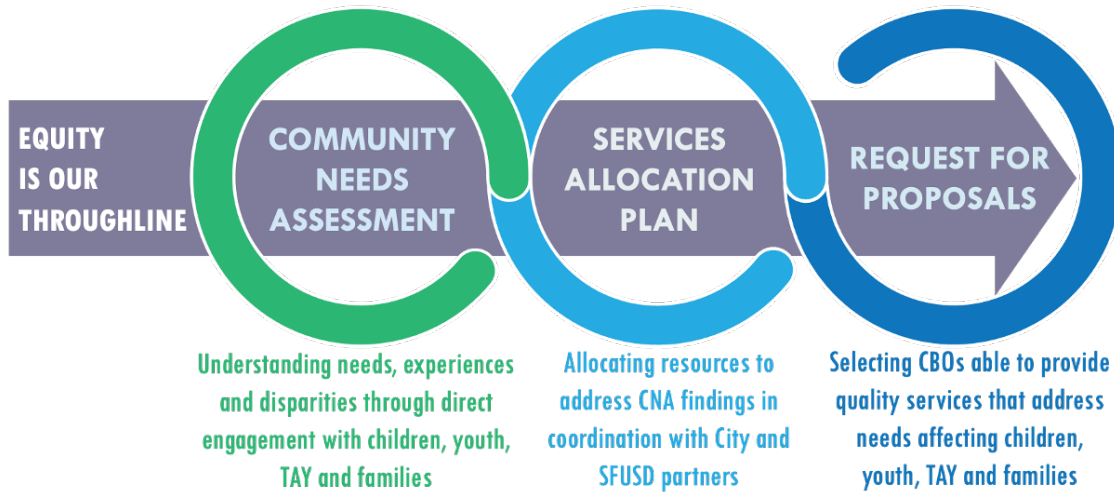 EQUITY
IS OUR
THROUGHLINE
COMMUNITY
NEEDS
ASSESSMENT
SERVICES
ALLOCATION
PLAN
REQUEST FOR
PROPOSALS
Understanding needs, experiences
and disparities through direct
engagement with children, youth,
TAY and families
Allocating resources to
address CNA findings in
coordination with City and
SFUSD partners
Selecting CBOs able to provide
quality services that address
needs affecting children,
youth, TAY and families